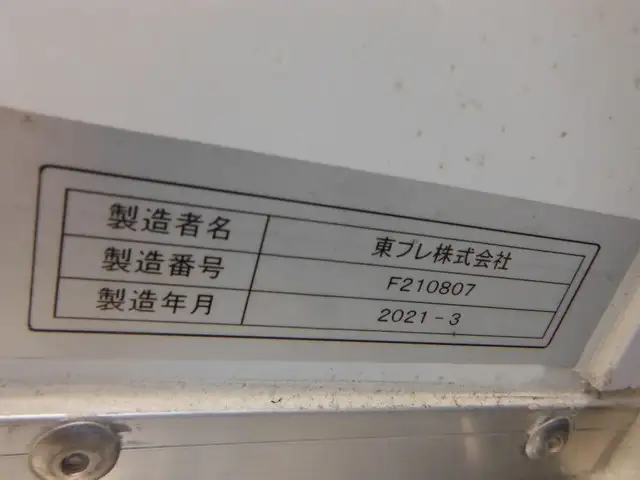 製造者名 東プレ株式会社
製造番号 F210807
製造年月 2021-3